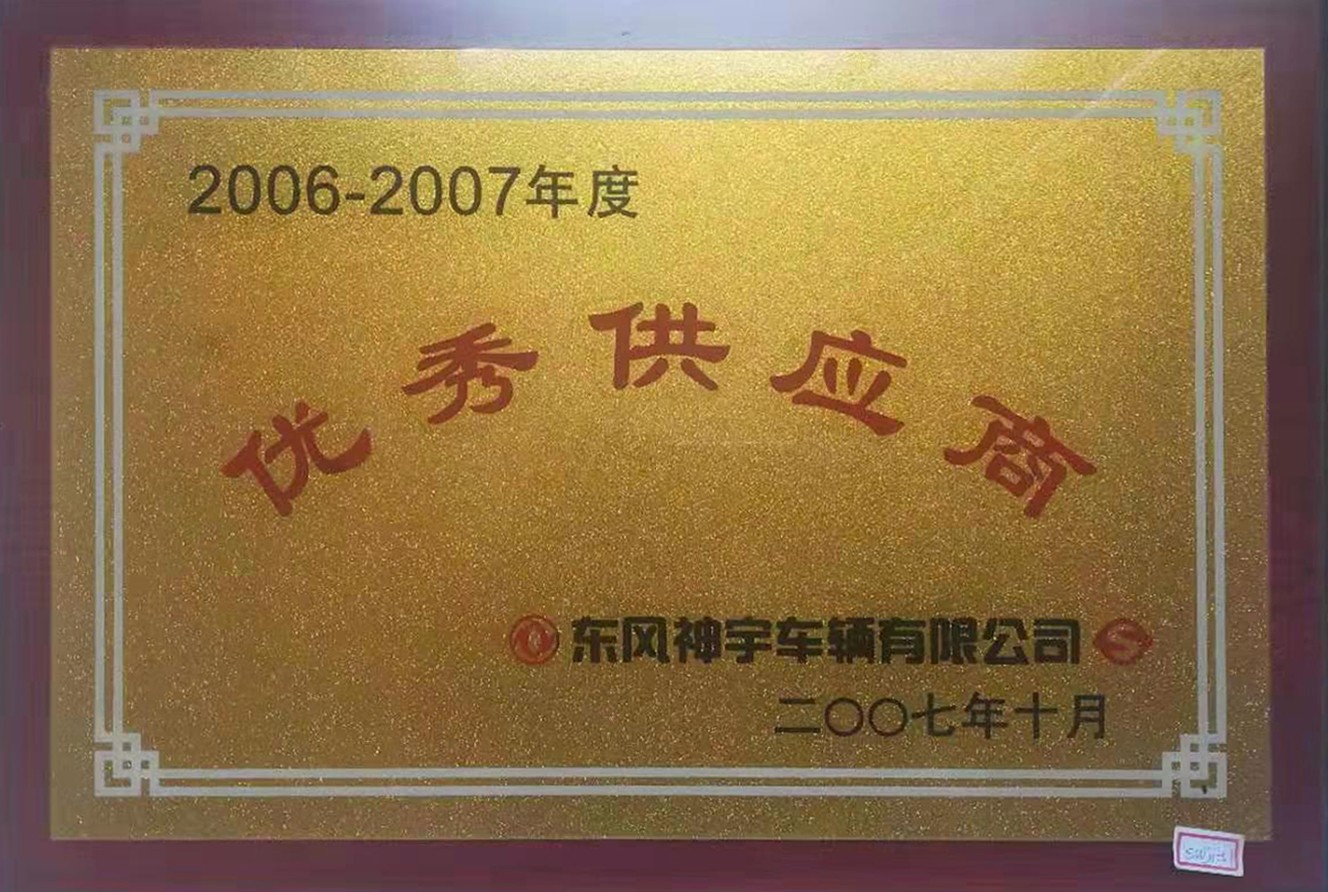 2006-2007年度
优秀供应商
东风神宇车辆有限公司
二〇〇七年十月